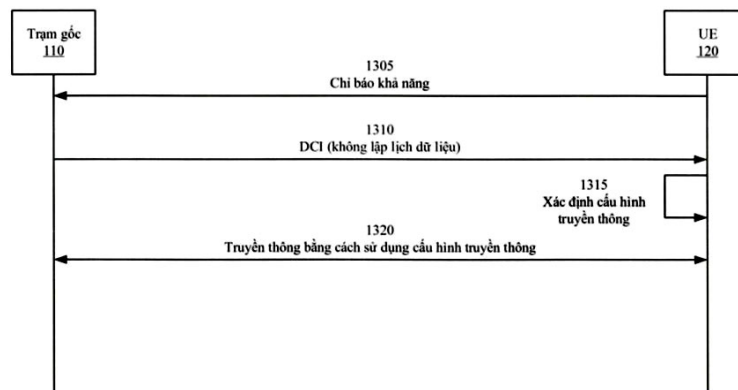 Trạm gốc
110
UE
120
1305
Chỉ báo khả năng
1310
DCI (không lập lịch dữ liệu)
1315
Xác định cấu hình
truyền thông
1320
Truyền thông bằng cách sử dụng cấu hình truyền thông